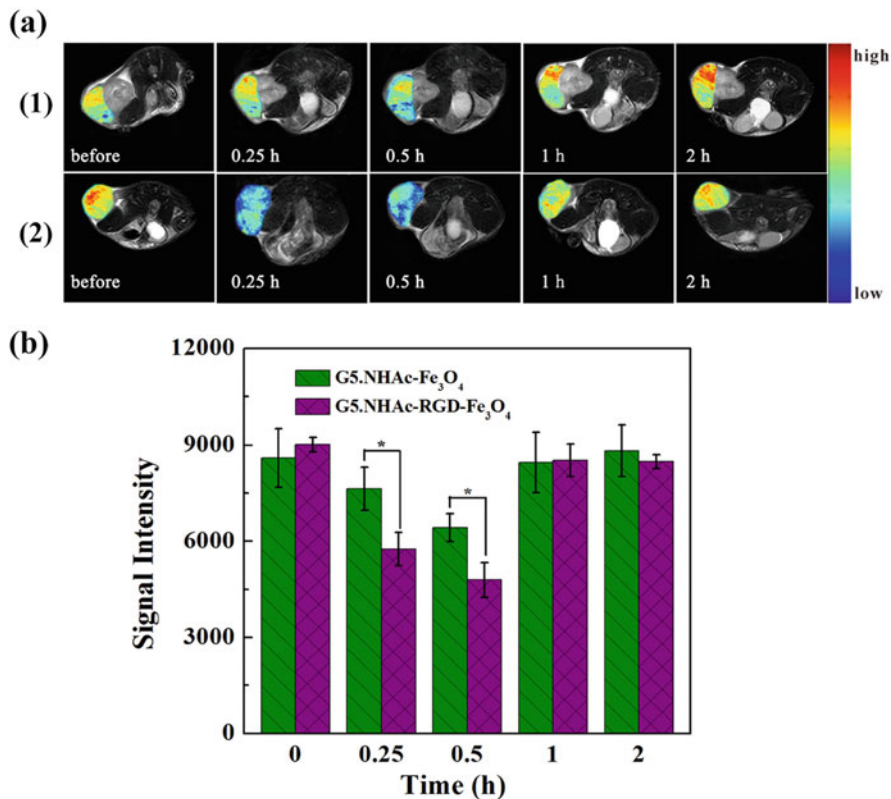 (a)
(1)
before
0.25 h
0.5 h
1 h
2 h
high
(2)
before
0.25 h
0.5 h
1 h
2 h
low
(b)
12000
9000
6000
3000
0
Signal Intensity
G5.NHAc-Fe₃O₄
G5.NHAc-RGD-Fe₃O₄
*
*
0 0.25 0.5 1 2
Time (h)